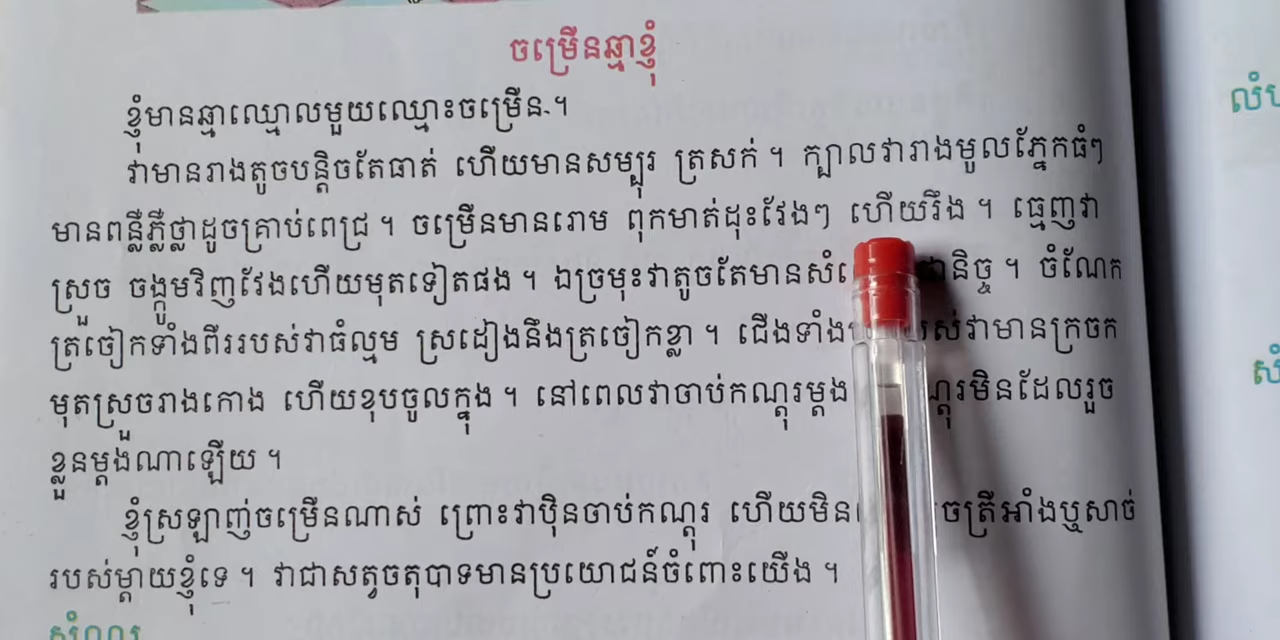 ចម្រើនឆ្មាខ្ញុំ
ខ្ញុំមានឆ្មាឈ្មោលមួយឈ្មោះចម្រើន ។
វាមានរាងតូចបន្តិចតែធាត់ ហើយមានសម្បុរ ត្រសក់ ។ ក្បាលវារាងមូលភ្នែកធំៗ
មានពន្លឺភ្លឺថ្លាដូចគ្រាប់ពេជ្រ ។ ចម្រើនមានរោម ពុកមាត់ដុះវែងៗ ហើយរឹង ។ ធ្មេញវា
ស្រួច ចង្កូមវិញវែងហើយមុតទៀតផង ។ ឯច្រមុះវាតូចតែមាន ។ ចំណែក
ត្រចៀកទាំងពីររបស់វាធំល្មម ស្រដៀងនឹងត្រចៀកខ្លា ។ ជើងទាំង វាមានក្រចក
មុតស្រួចរាងកោង ហើយខុបចូលក្នុង ។ នៅពេលវាចាប់កណ្ដុរម្ដង មិនដែលរួច
ខ្លួនម្ដងណាឡើយ ។
ខ្ញុំស្រឡាញ់ចម្រើនណាស់ ព្រោះវាប៉ិនចាប់កណ្ដុរ ហើយមិន ត្រីអាំងឬសាច់
របស់ម្ដាយខ្ញុំទេ ។ វាជាសត្វចតុបាទមានប្រយោជន៍ចំពោះយើង ។